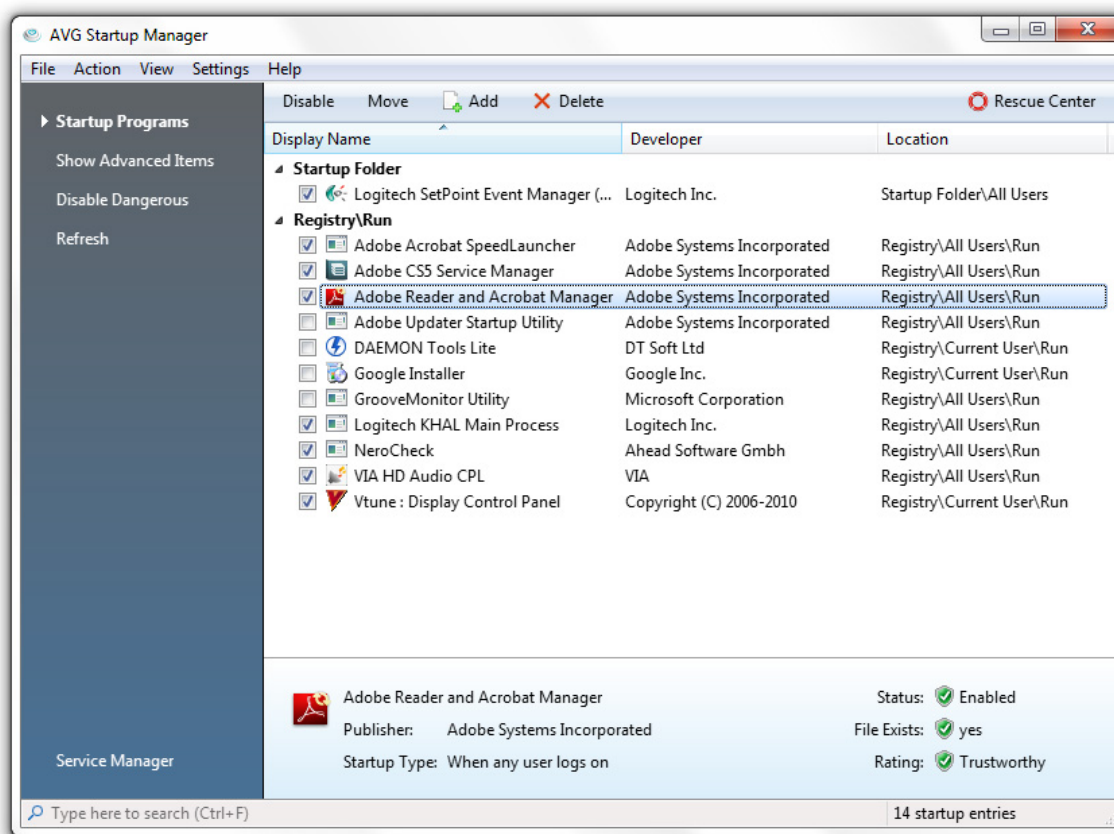 AVG Startup Manager
File Action View Settings Help
Disable Move Add Delete Rescue Center
Startup Programs
Show Advanced Items
Disable Dangerous
Refresh
Service Manager
Display Name Developer Location
Startup Folder
Logitech SetPoint Event Manager (... Logitech Inc. Startup Folder\All Users
Registry\Run
Adobe Acrobat SpeedLauncher Adobe Systems Incorporated Registry\All Users\Run
Adobe CS5 Service Manager Adobe Systems Incorporated Registry\All Users\Run
Adobe Reader and Acrobat Manager Adobe Systems Incorporated Registry\All Users\Run
Adobe Updater Startup Utility Adobe Systems Incorporated Registry\All Users\Run
DAEMON Tools Lite DT Soft Ltd Registry\Current User\Run
Google Installer Google Inc. Registry\Current User\Run
GrooveMonitor Utility Microsoft Corporation Registry\All Users\Run
Logitech KHAL Main Process Logitech Inc. Registry\All Users\Run
NeroCheck Ahead Software Gmbh Registry\All Users\Run
VIA HD Audio CPL VIA Registry\All Users\Run
Vtune : Display Control Panel Copyright (C) 2006-2010 Registry\Current User\Run
Adobe Reader and Acrobat Manager Status: Enabled
Publisher: Adobe Systems Incorporated File Exists: yes
Startup Type: When any user logs on Rating: Trustworthy
Type here to search (Ctrl+F) 14 startup entries